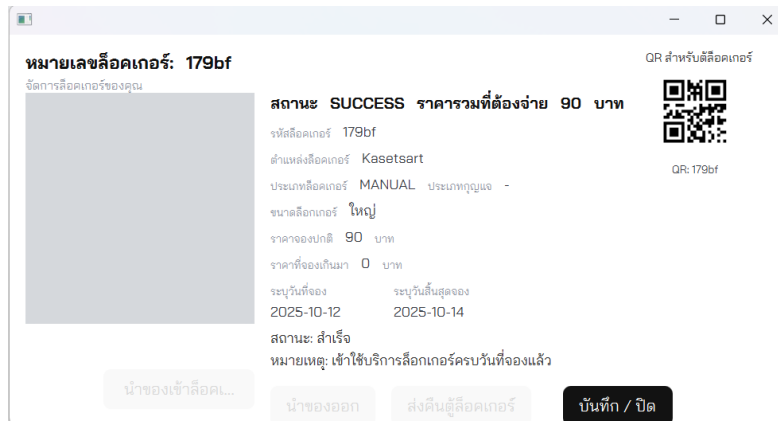 หมายเลขล็อคเกอร์: 179bf
จัดการล็อคเกอร์ของคุณ
QR สำหรับตู้ล็อคเกอร์
QR: 179bf
สถานะ SUCCESS ราคารวมที่ต้องจ่าย 90 บาท
รหัสล็อคเกอร์ 179bf
ตำแหน่งล็อคเกอร์ Kasetsart
ประเภทล็อคเกอร์ MANUAL ประเภทกุญแจ -
ขนาดล็อกเกอร์ ใหญ่
ราคาจองปกติ 90 บาท
ราคาที่จองเกินมา 0 บาท
ระบุวันที่จอง ระบุวันสิ้นสุดจอง
2025-10-12 2025-10-14
สถานะ: สำเร็จ
หมายเหตุ: เข้าใช้บริการล็อกเกอร์ครบวันที่จองแล้ว
นำของเข้าล็อคเ...
นำของออก ส่งคืนตู้ล็อคเกอร์ บันทึก / ปิด